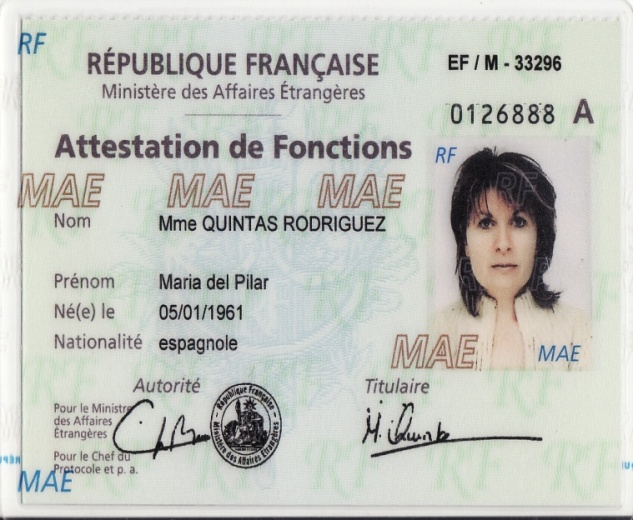 RF
RÉPUBLIQUE FRANÇAISE
EF / M - 33296
Ministère des Affaires Étrangères
0126888 A
Attestation de Fonctions
RF
MAE MAE MAE
Nom Mme QUINTAS RODRIGUEZ
Prénom Maria del Pilar
Né(e) le 05/01/1961
Nationalité espagnole
MAE MAE
Autorité Titulaire
Pour le Ministre
des Affaires
Étrangères
République Française
Ministère des Affaires Étrangères
Pour le Chef du
Protocole et p. a.
MAE